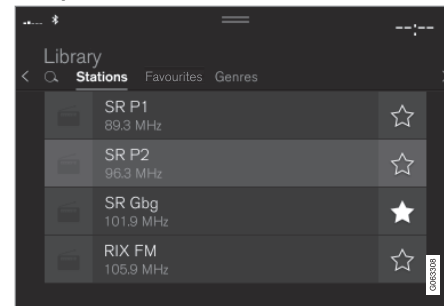 --:--
Library
Stations Favourites Genres
SR P1
89.3 MHz
SR P2
96.3 MHz
SR Gbg
101.9 MHz
RIX FM
105.9 MHz
G063308